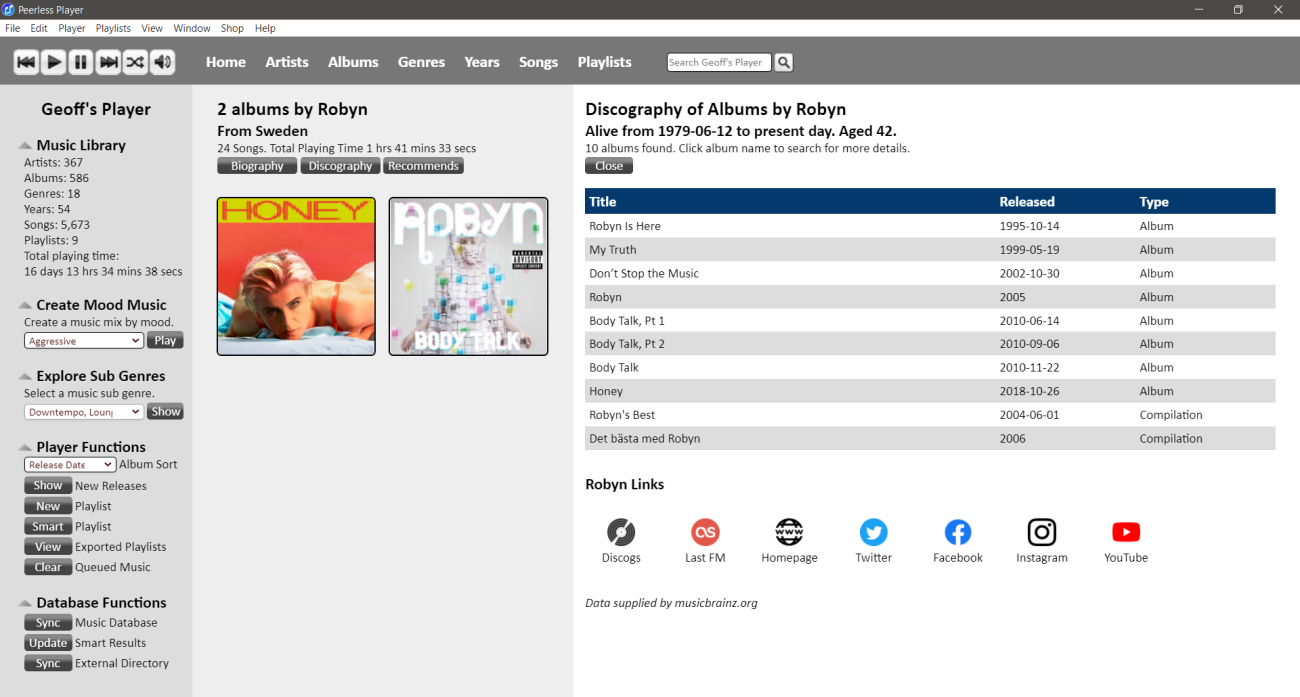 Peerless Player
File Edit Player Playlists View Window Shop Help
Home Artists Albums Genres Years Songs Playlists Search Geoff's Player
Geoff's Player
Music Library
Artists: 367
Albums: 586
Genres: 18
Years: 54
Songs: 5,673
Playlists: 9
Total playing time:
16 days 13 hrs 34 mins 38 secs
Create Mood Music
Create a music mix by mood.
Aggressive Play
Explore Sub Genres
Select a music sub genre.
Downtempo, Loun Show
Player Functions
Release Date Album Sort
Show New Releases
New Playlist
Smart Playlist
View Exported Playlists
Clear Queued Music
Database Functions
Sync Music Database
Update Smart Results
Sync External Directory
2 albums by Robyn
From Sweden
24 Songs. Total Playing Time 1 hrs 41 mins 33 secs
Biography Discography Recommends
HONEY
ROBYN
PARENTAL
ADVISORY
EXPLICIT CONTENT
BODY TALK
Discography of Albums by Robyn
Alive from 1979-06-12 to present day. Aged 42.
10 albums found. Click album name to search for more details.
Close
Title Released Type
Robyn Is Here 1995-10-14 Album
My Truth 1999-05-19 Album
Don’t Stop the Music 2002-10-30 Album
Robyn 2005 Album
Body Talk, Pt 1 2010-06-14 Album
Body Talk, Pt 2 2010-09-06 Album
Body Talk 2010-11-22 Album
Honey 2018-10-26 Album
Robyn's Best 2004-06-01 Compilation
Det bästa med Robyn 2006 Compilation
Robyn Links
WWW
Discogs Last FM Homepage Twitter Facebook Instagram YouTube
Data supplied by musicbrainz.org